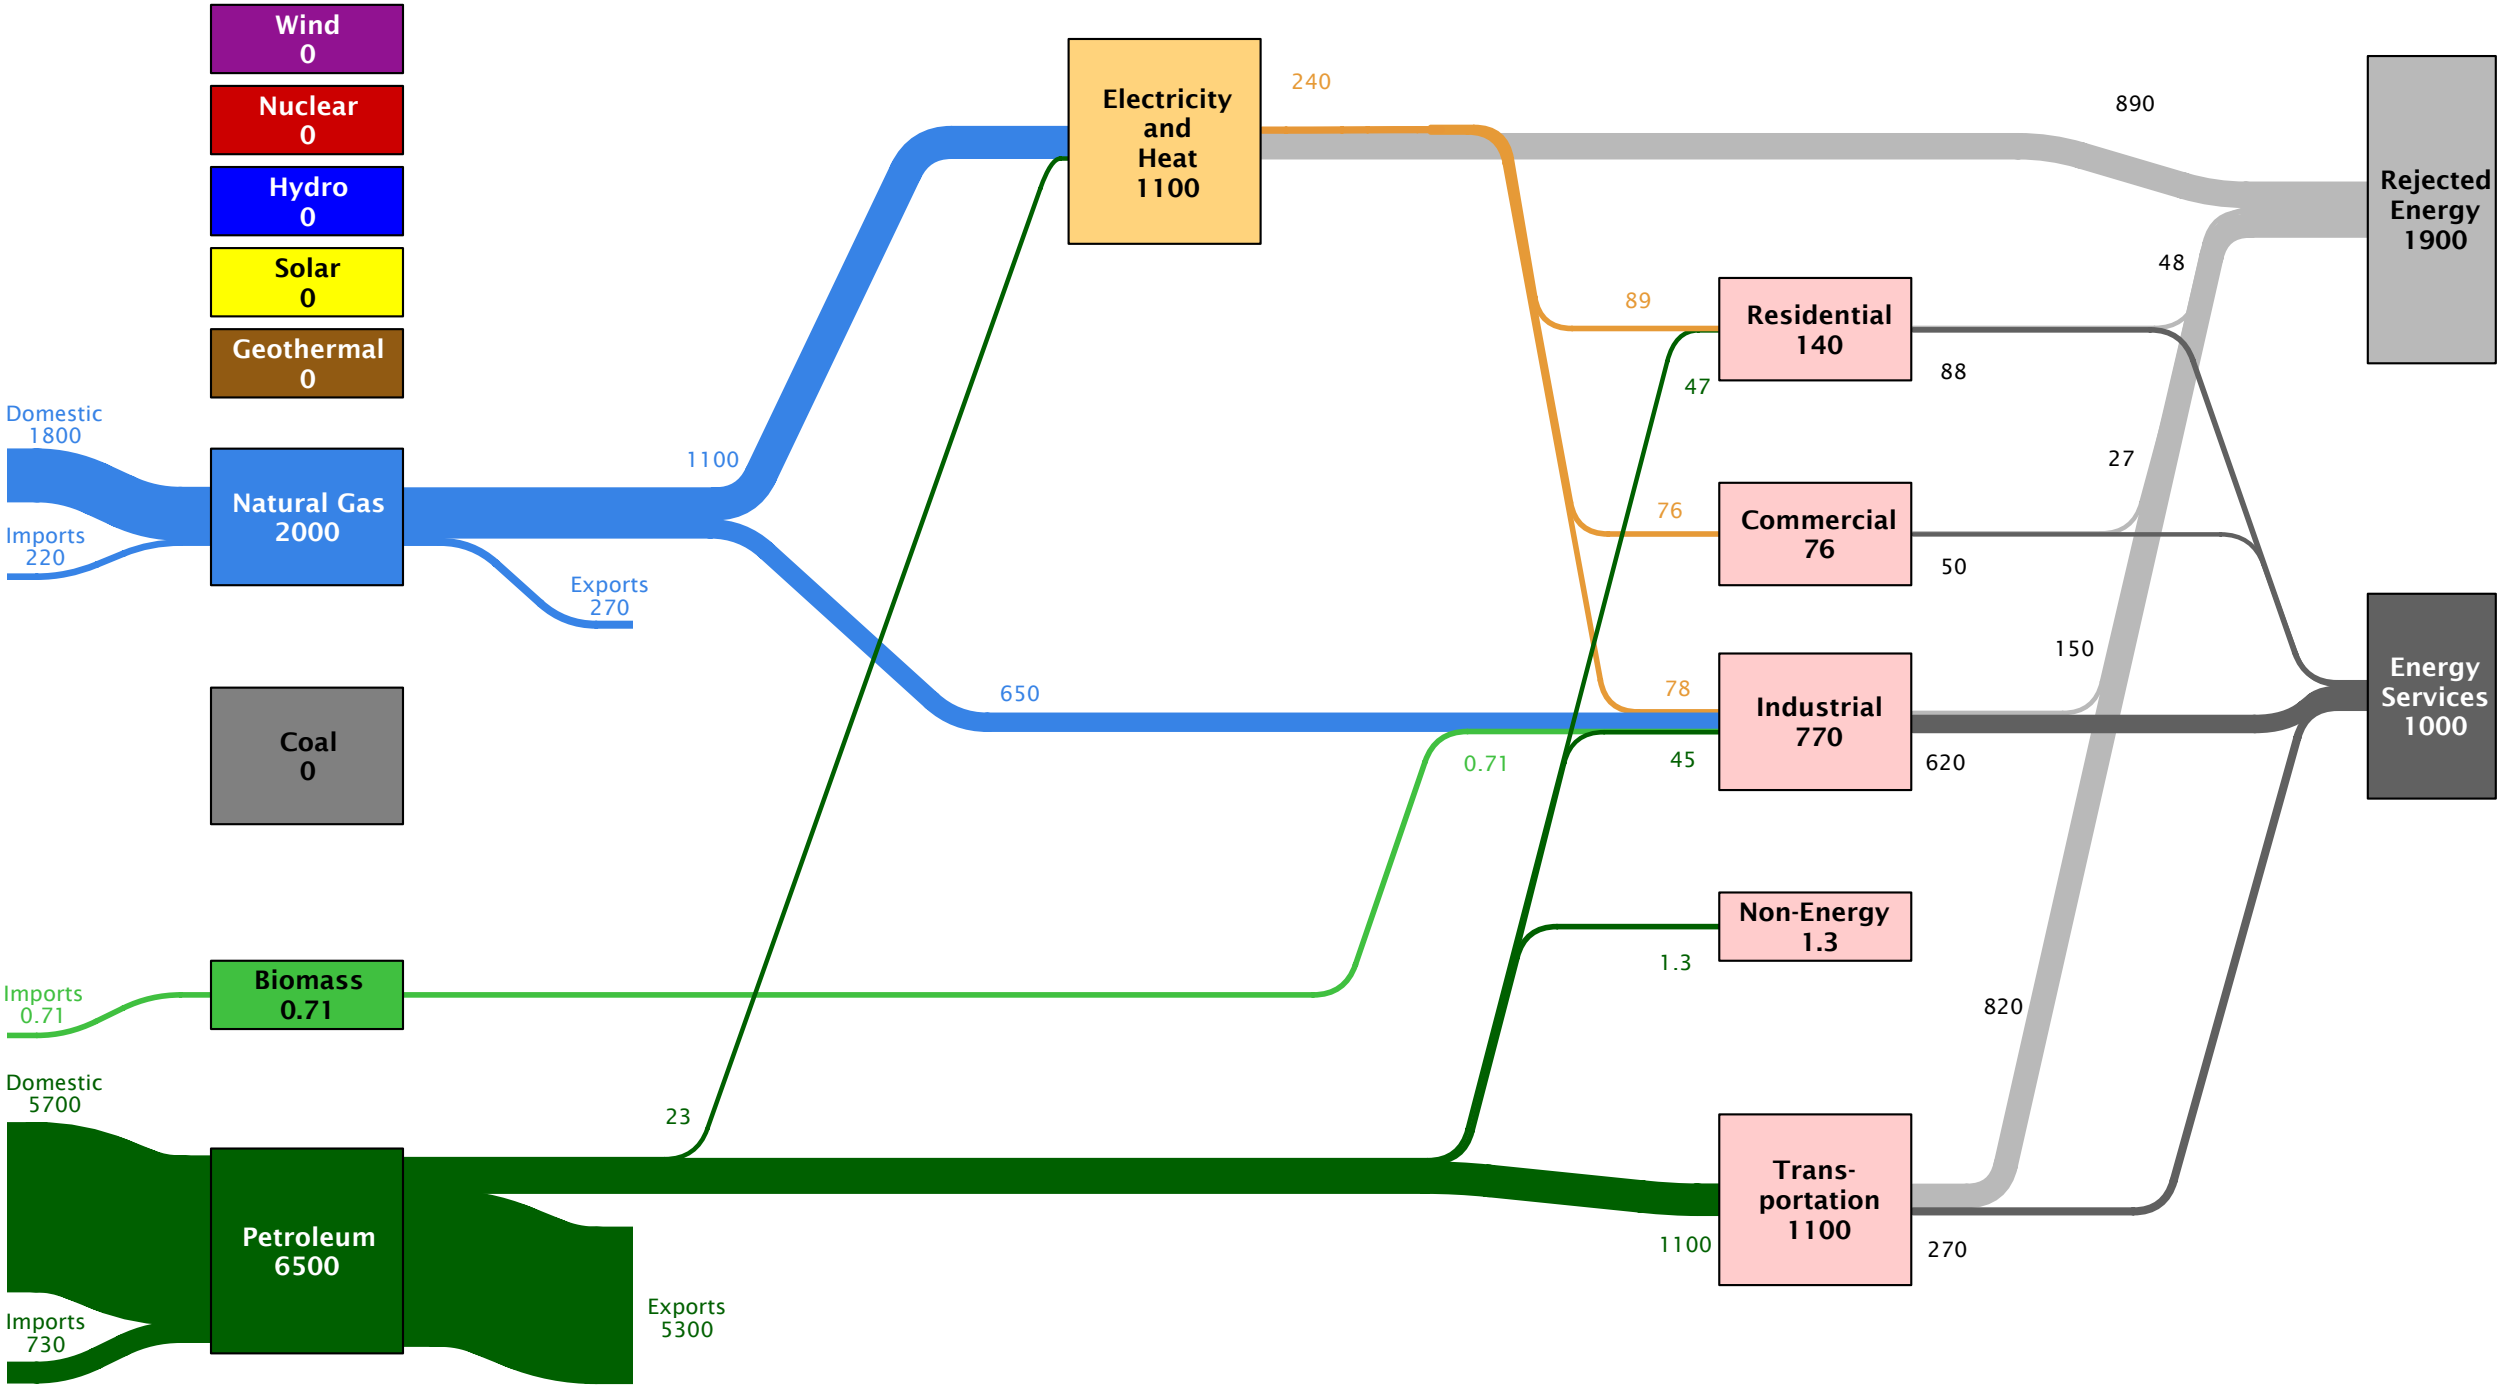 Wind
0
Nuclear
0
Hydro
0
Solar
0
Geothermal
0
Domestic
1800
Imports
220
Natural Gas
2000
1100
Exports
270
650
Coal
0
Imports
0.71
Biomass
0.71
0.71
Domestic
5700
Imports
730
Petroleum
6500
23
Exports
5300
Electricity
and
Heat
1100
240
890
89
47
Residential
140
48
88
76
Commercial
76
27
50
78
45
Industrial
770
150
620
1.3
Non-Energy
1.3
1100
Trans-
portation
1100
820
270
Rejected
Energy
1900
Energy
Services
1000